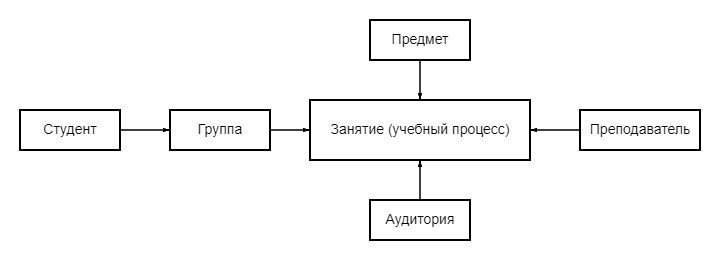 Предмет
Студент
Группа
Занятие (учебный процесс)
Преподаватель
Аудитория